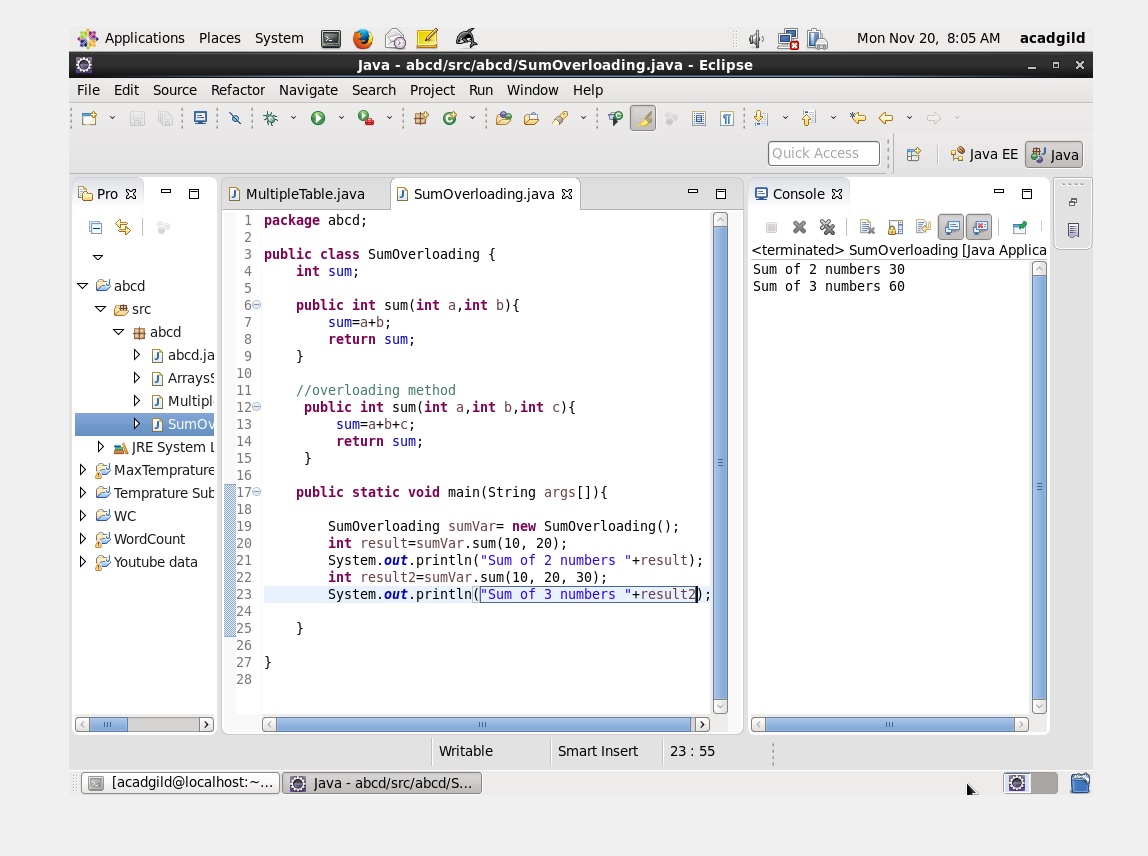 Applications Places System Mon Nov 20, 8:05 AM acadgild
Java - abcd/src/abcd/SumOverloading.java - Eclipse
File Edit Source Refactor Navigate Search Project Run Window Help
Quick Access Java EE Java
Pro
abcd
src
abcd
abcd.ja
ArraysS
Multipl
SumOv
JRE System L
MaxTemprature
Temprature Sub
WC
WordCount
Youtube data
MultipleTable.java SumOverloading.java
1 package abcd;
2
3 public class SumOverloading {
4 int sum;
5
6 public int sum(int a,int b){
7 sum=a+b;
8 return sum;
9 }
10
11 //overloading method
12 public int sum(int a,int b,int c){
13 sum=a+b+c;
14 return sum;
15 }
16
17 public static void main(String args[]){
18
19 SumOverloading sumVar= new SumOverloading();
20 int result=sumVar.sum(10, 20);
21 System.out.println("Sum of 2 numbers "+result);
22 int result2=sumVar.sum(10, 20, 30);
23 System.out.println("Sum of 3 numbers "+result2);
24
25 }
26
27 }
28
Console
<terminated> SumOverloading [Java Applica
Sum of 2 numbers 30
Sum of 3 numbers 60
Writable Smart Insert 23 : 55
[acadgild@localhost:~... Java - abcd/src/abcd/S...